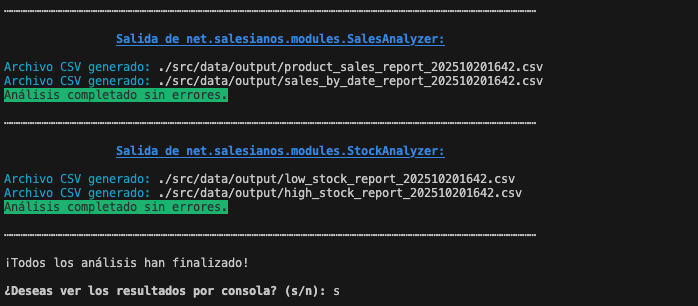 Salida de net.salesianos.modules.SalesAnalyzer:
Archivo CSV generado: ./src/data/output/product_sales_report_202510201642.csv
Archivo CSV generado: ./src/data/output/sales_by_date_report_202510201642.csv
Análisis completado sin errores.
Salida de net.salesianos.modules.StockAnalyzer:
Archivo CSV generado: ./src/data/output/low_stock_report_202510201642.csv
Archivo CSV generado: ./src/data/output/high_stock_report_202510201642.csv
Análisis completado sin errores.
¡Todos los análisis han finalizado!
¿Deseas ver los resultados por consola? (s/n): s